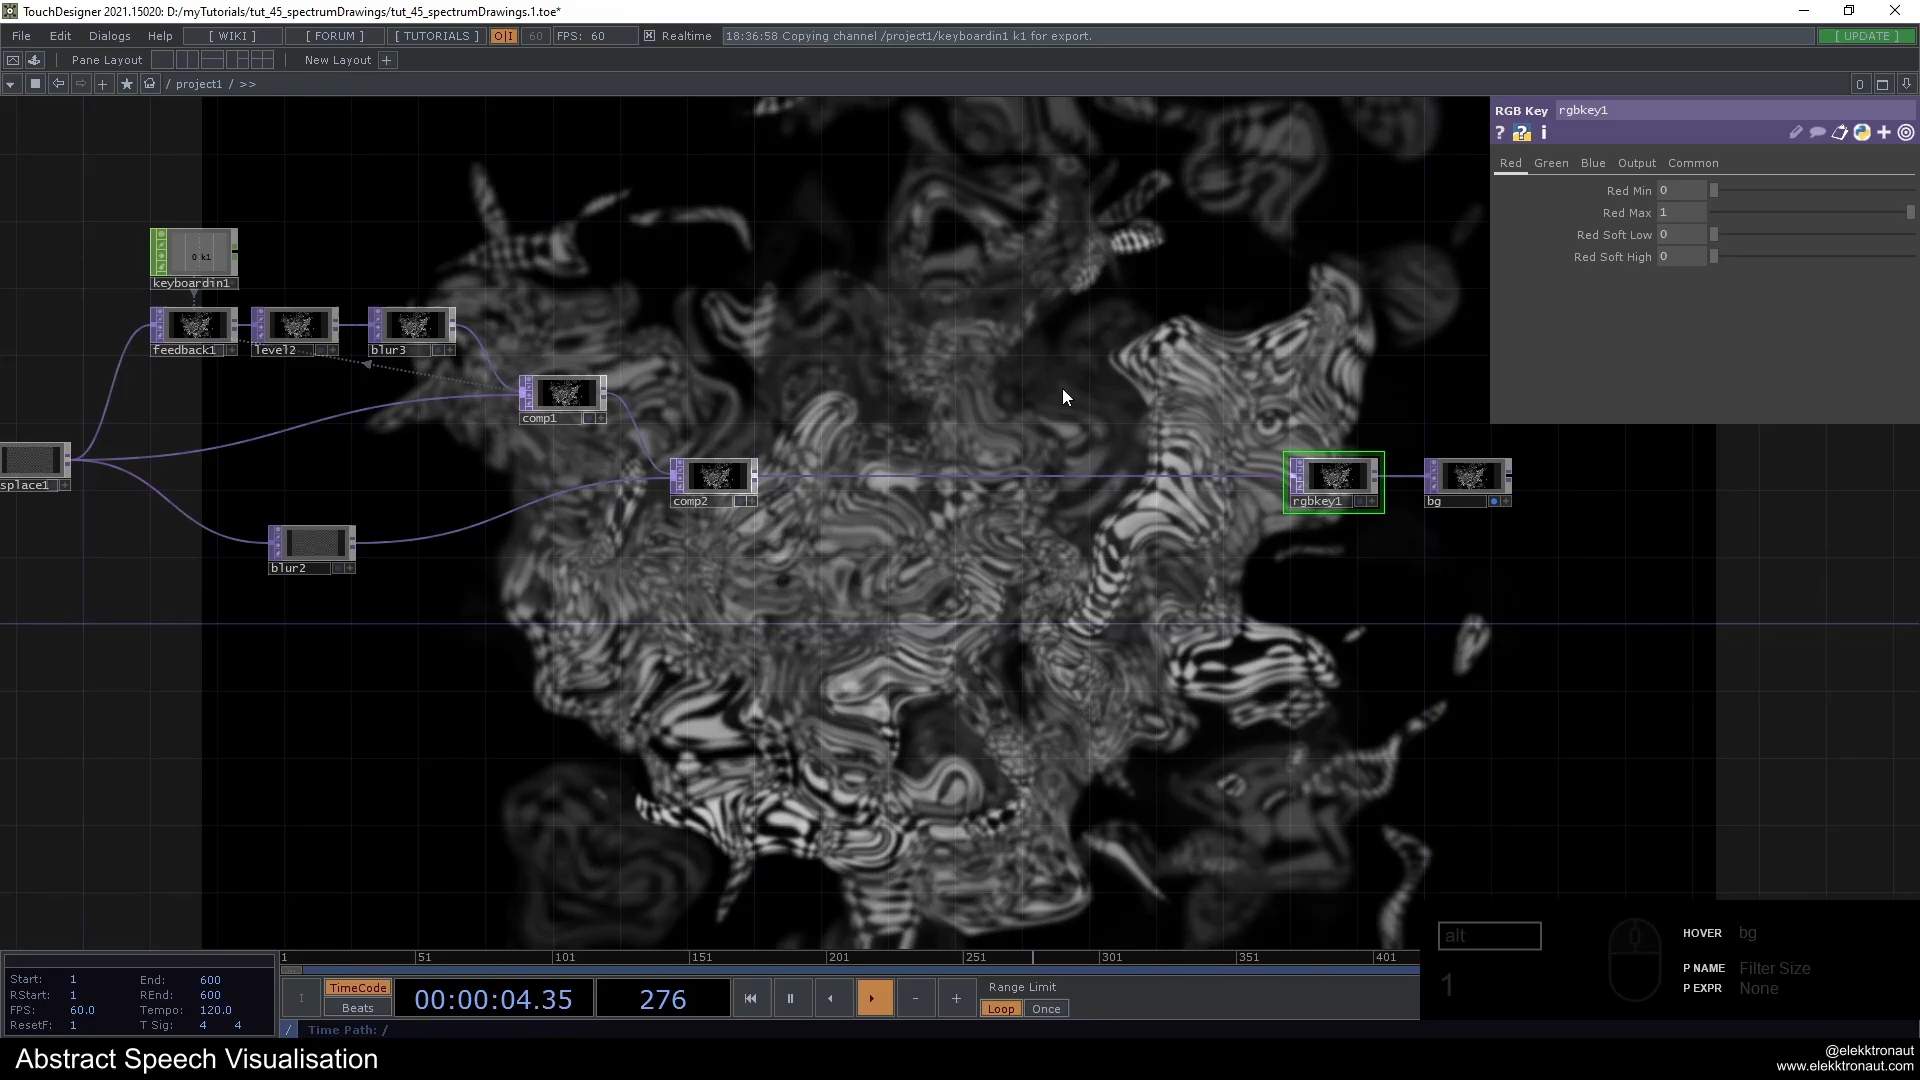 TouchDesigner 2021.15020: D:/myTutorials/tut_45_spectrumDrawings/tut_45_spectrumDrawings.1.toe*
File Edit Dialogs Help [ WIKI ] [ FORUM ] [ TUTORIALS ] O|I 60 FPS: 60 Realtime 18:36:58 Copying channel /project1/keyboardin1 k1 for export. [ UPDATE ]
Pane Layout New Layout +
/ project1 / >> 0
RGB Key rgbkey1
? ? i
Red Green Blue Output Common
Red Min 0
Red Max 1
Red Soft Low 0
Red Soft High 0
0 k1
keyboardin1
feedback1 level2 blur3
comp1
splace1
comp2 rgbkey1 bg
blur2
alt
1
HOVER bg
P NAME Filter Size
P EXPR None
1 51 101 151 201 251 301 351 401
Start: 1 End: 600
RStart: 1 REnd: 600
FPS: 60.0 Tempo: 120.0
ResetF: 1 T Sig: 4 4
TimeCode
Beats
00:00:04.35 276
Range Limit
Loop Once
/ Time Path: /
Abstract Speech Visualisation
@elekktronaut
www.elekktronaut.com